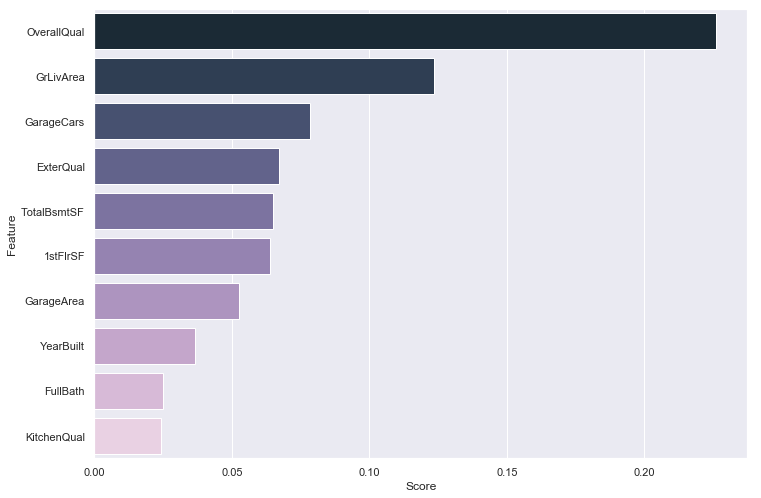 OverallQual
GrLivArea
GarageCars
ExterQual
TotalBsmtSF
1stFlrSF
GarageArea
YearBuilt
FullBath
KitchenQual
Feature
0.00 0.05 0.10 0.15 0.20
Score